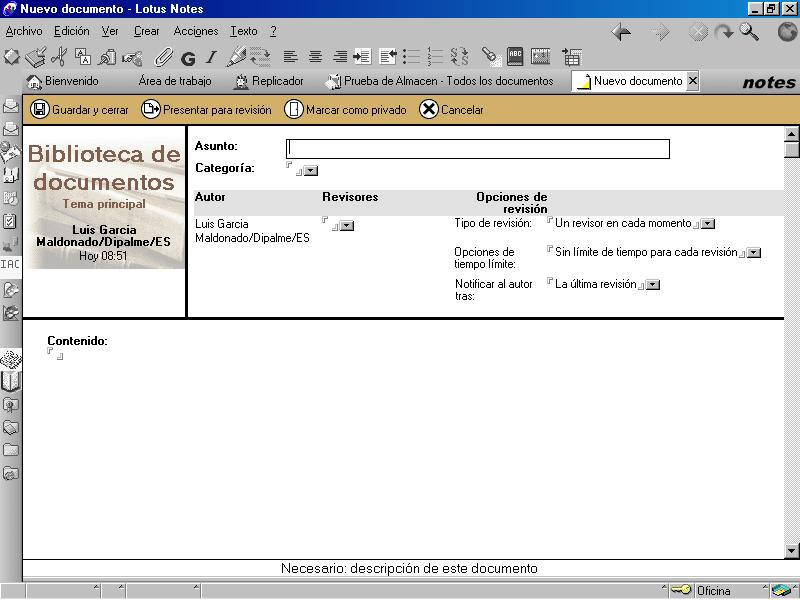 Nuevo documento - Lotus Notes
Archivo Edición Ver Crear Acciones Texto ?
G I
ABC
Bienvenido Área de trabajo Replicador Prueba de Almacen - Todos los documentos Nuevo documento notes
Guardar y cerrar Presentar para revisión Marcar como privado Cancelar
Biblioteca de
documentos
Tema principal
Luis Garcia
Maldonado/Dipalme/ES
Hoy 08:51
Asunto:
Categoría:
Autor Revisores Opciones de
revisión
Luis Garcia
Maldonado/Dipalme/ES
Tipo de revisión: Un revisor en cada momento
Opciones de
tiempo límite: Sin límite de tiempo para cada revisión
Notificar al autor
tras: La última revisión
IAC
Contenido:
Necesario: descripción de este documento
Oficina